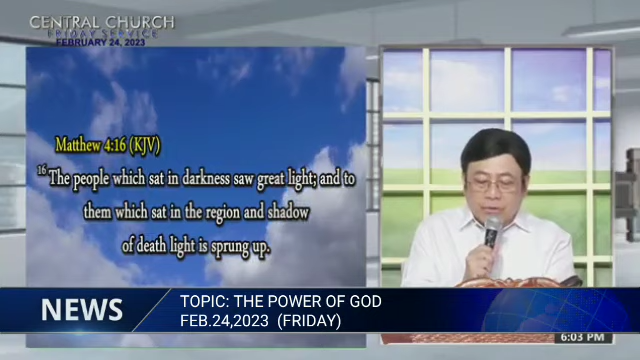 CENTRAL CHURCH
FRIDAY SERVICE
FEBRUARY 24, 2023
Matthew 4:16 (KJV)
16 The people which sat in darkness saw great light; and to
them which sat in the region and shadow
of death light is sprung up.
NEWS
TOPIC: THE POWER OF GOD
FEB.24,2023 (FRIDAY)
6:03 PM